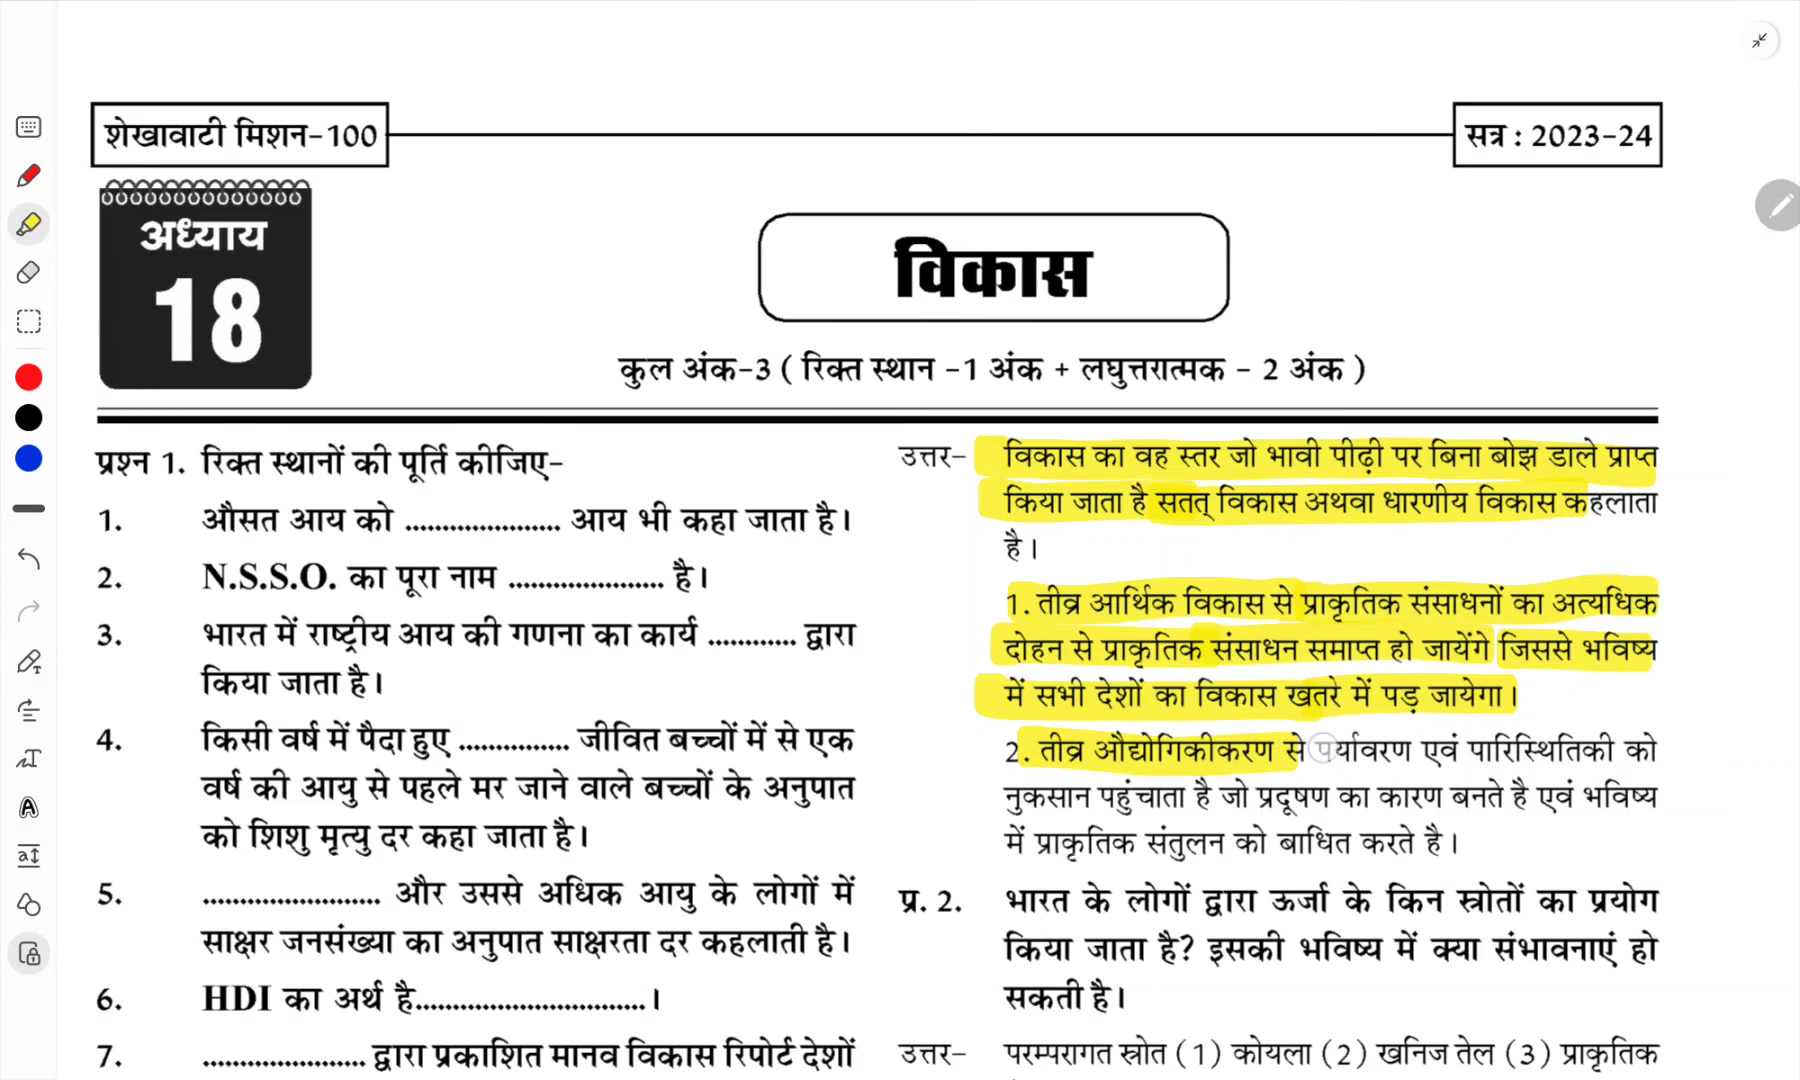 शेखावाटी मिशन-100
सत्र : 2023-24
अध्याय
18
विकास
कुल अंक-3 ( रिक्त स्थान -1 अंक + लघुत्तरात्मक - 2 अंक )
प्रश्न 1. रिक्त स्थानों की पूर्ति कीजिए-
1. औसत आय को ..................... आय भी कहा जाता है।
2. N.S.S.O. का पूरा नाम ..................... है।
3. भारत में राष्ट्रीय आय की गणना का कार्य ............ द्वारा
किया जाता है।
4. किसी वर्ष में पैदा हुए ............... जीवित बच्चों में से एक
वर्ष की आयु से पहले मर जाने वाले बच्चों के अनुपात
को शिशु मृत्यु दर कहा जाता है।
5. ........................ और उससे अधिक आयु के लोगों में
साक्षर जनसंख्या का अनुपात साक्षरता दर कहलाती है।
6. HDI का अर्थ है............................... ।
7. ...................... द्वारा प्रकाशित मानव विकास रिपोर्ट देशों
उत्तर- विकास का वह स्तर जो भावी पीढ़ी पर बिना बोझ डाले प्राप्त
किया जाता है सतत् विकास अथवा धारणीय विकास कहलाता
है।
1. तीव्र आर्थिक विकास से प्राकृतिक संसाधनों का अत्यधिक
दोहन से प्राकृतिक संसाधन समाप्त हो जायेंगे जिससे भविष्य
में सभी देशों का विकास खतरे में पड़ जायेगा।
2. तीव्र औद्योगिकीकरण से पर्यावरण एवं पारिस्थितिकी को
नुकसान पहुंचाता है जो प्रदूषण का कारण बनते है एवं भविष्य
में प्राकृतिक संतुलन को बाधित करते है।
प्र. 2. भारत के लोगों द्वारा ऊर्जा के किन स्रोतों का प्रयोग
किया जाता है? इसकी भविष्य में क्या संभावनाएं हो
सकती है।
उत्तर- परम्परागत स्रोत (1) कोयला (2) खनिज तेल (3) प्राकृतिक